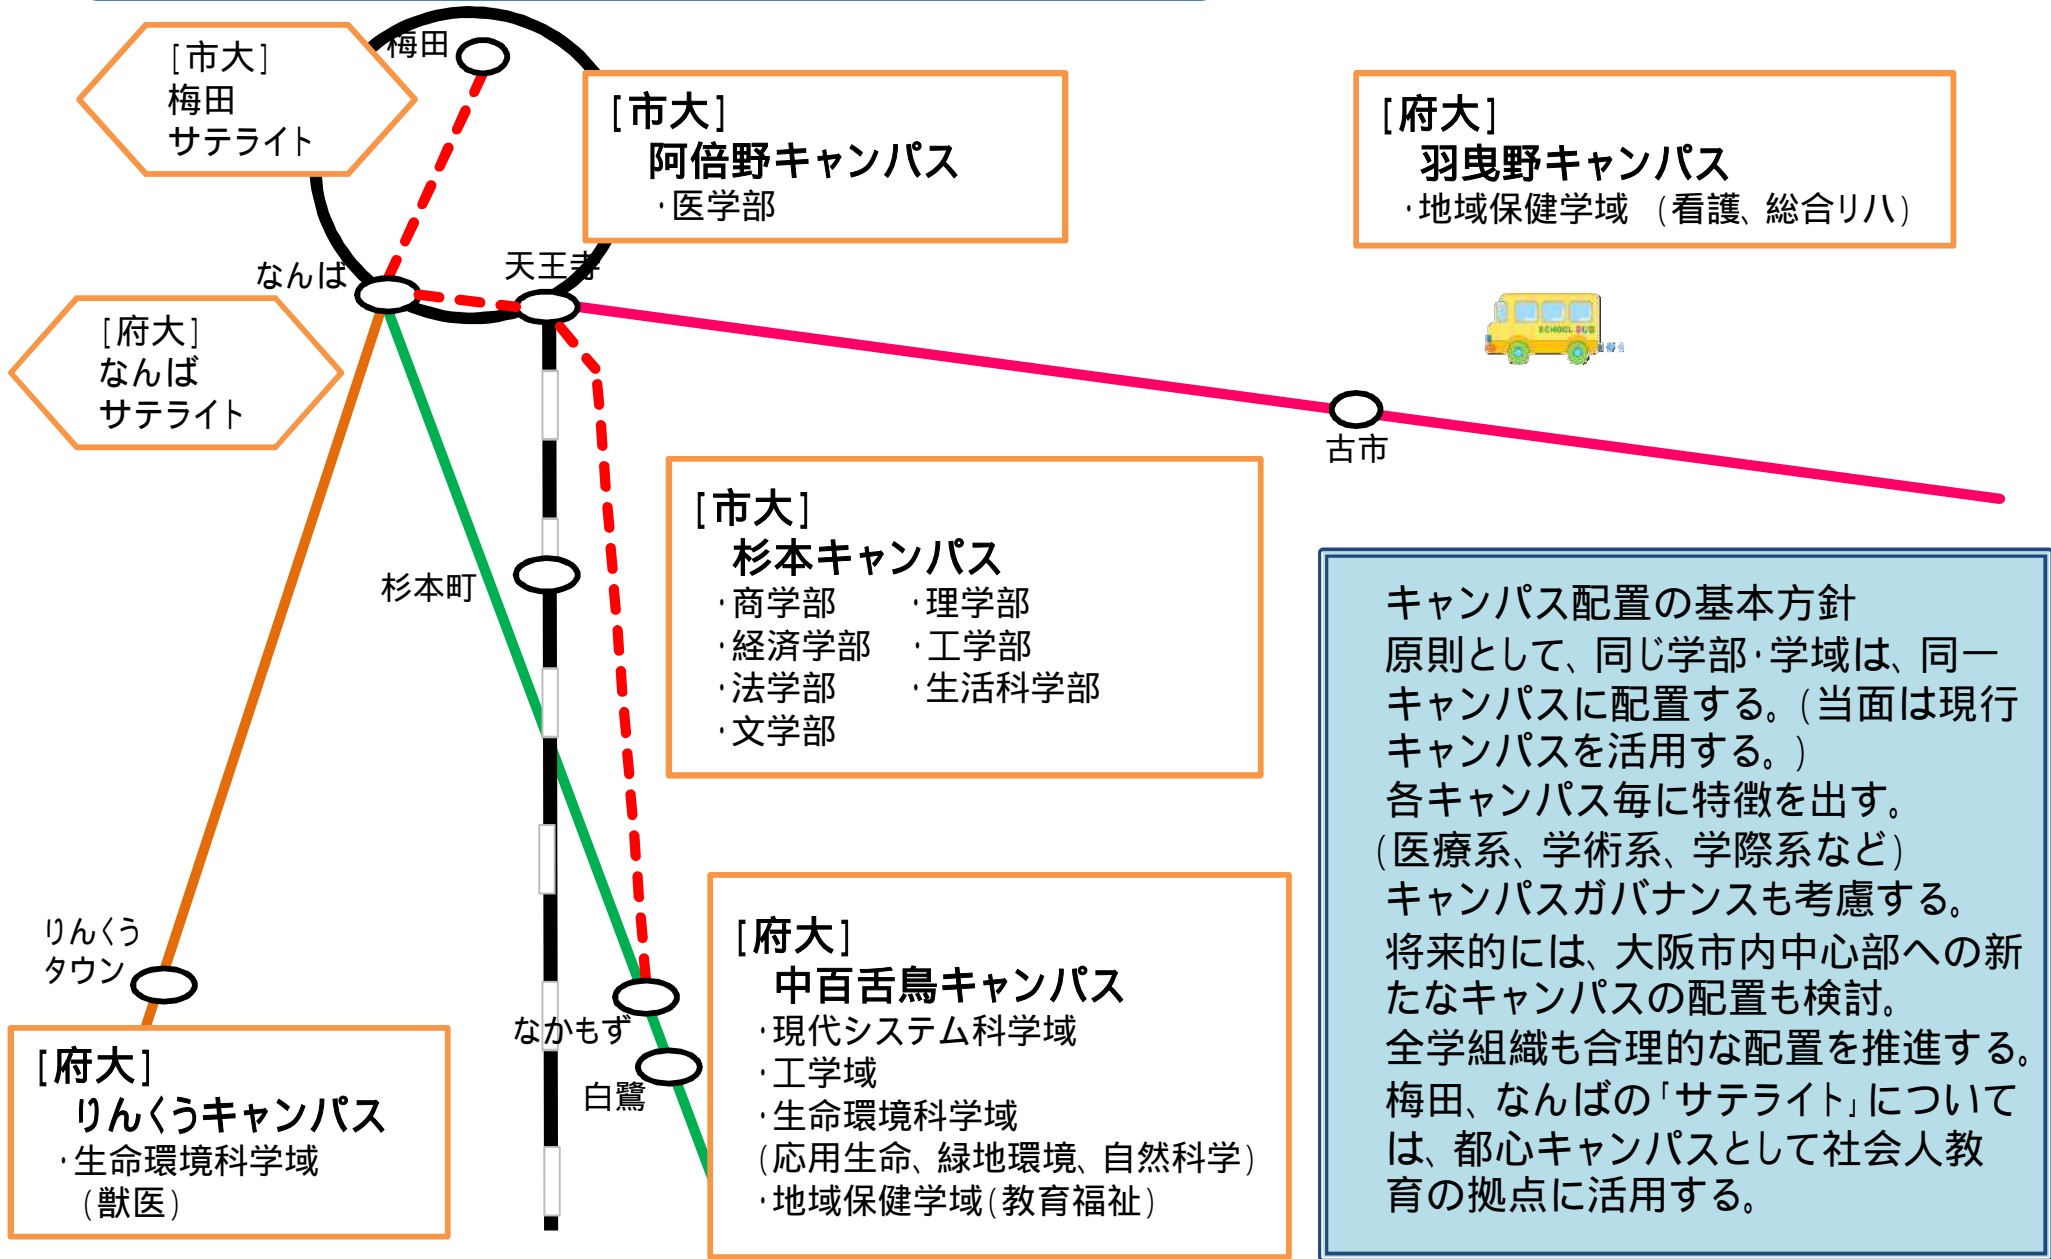 梅田
[市大]
梅田
サテライト
[市大]
阿倍野キャンパス
・医学部
[府大]
羽曳野キャンパス
・地域保健学域 (看護、総合リハ)
なんば
天王寺
SCHOOL BUS
[府大]
なんば
サテライト
古市
[市大]
杉本キャンパス
・商学部 ・理学部
・経済学部 ・工学部
・法学部 ・生活科学部
・文学部
杉本町
キャンパス配置の基本方針
原則として、同じ学部・学域は、同一
キャンパスに配置する。(当面は現行
キャンパスを活用する。)
各キャンパス毎に特徴を出す。
(医療系、学術系、学際系など)
キャンパスガバナンスも考慮する。
将来的には、大阪市内中心部への新
たなキャンパスの配置も検討。
全学組織も合理的な配置を推進する。
梅田、なんばの「サテライト」について
は、都心キャンパスとして社会人教
育の拠点に活用する。
りんくう
タウン
なかもず
白鷺
[府大]
りんくうキャンパス
・生命環境科学域
(獣医)
[府大]
中百舌鳥キャンパス
・現代システム科学域
・工学域
・生命環境科学域
(応用生命、緑地環境、自然科学)
・地域保健学域(教育福祉)